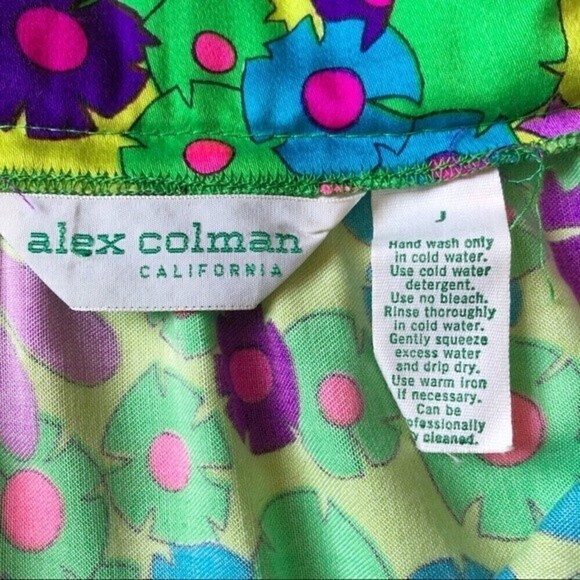 alex colman
CALIFORNIA
J
Hand wash only
in cold water.
Use cold water
detergent.
Use no bleach.
Rinse thoroughly
in cold water.
Gently squeeze
excess water
and drip dry.
Use warm iron
if necessary.
Can be
ofessionally
y cleaned.